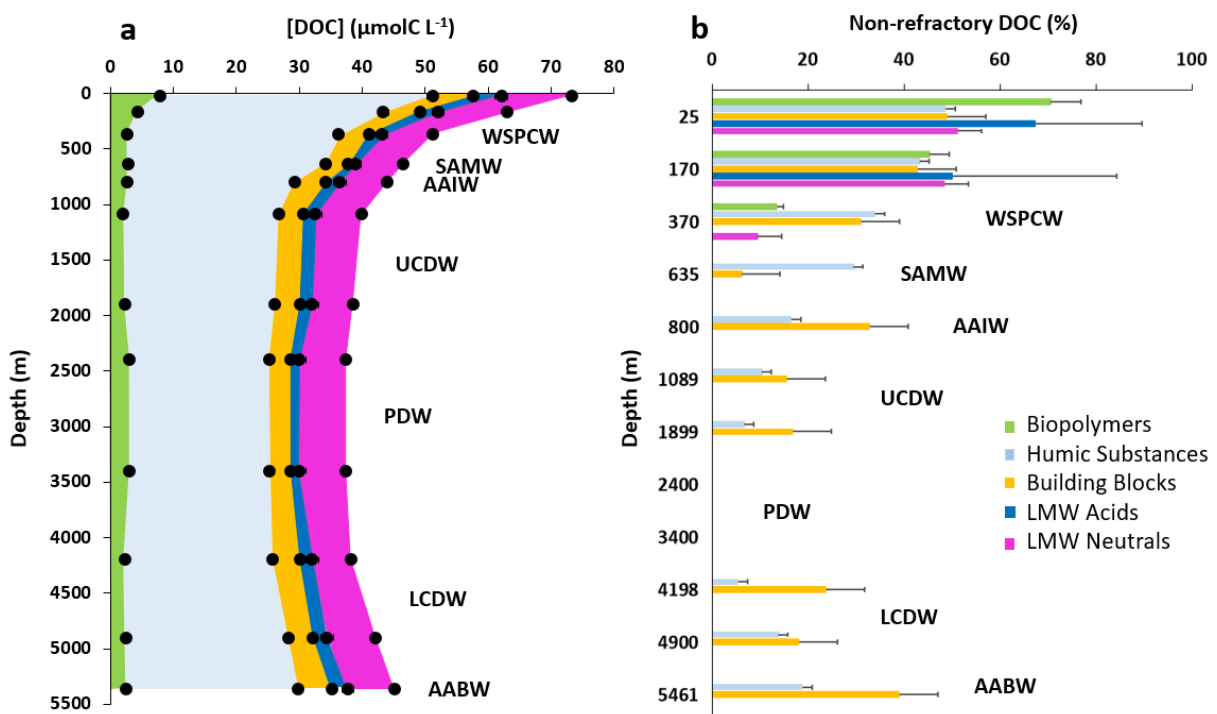 a
[DOC] (µmolC L⁻¹)
0 10 20 30 40 50 60 70 80
Depth (m)
0
500
1000
1500
2000
2500
3000
3500
4000
4500
5000
5500
WSPCW
SAMW
AAIW
UCDW
PDW
LCDW
AABW
b
Non-refractory DOC (%)
0 20 40 60 80 100
Depth (m)
25
170
370
635
800
1089
1899
2400
3400
4198
4900
5461
WSPCW
SAMW
AAIW
UCDW
PDW
LCDW
AABW
Biopolymers
Humic Substances
Building Blocks
LMW Acids
LMW Neutrals